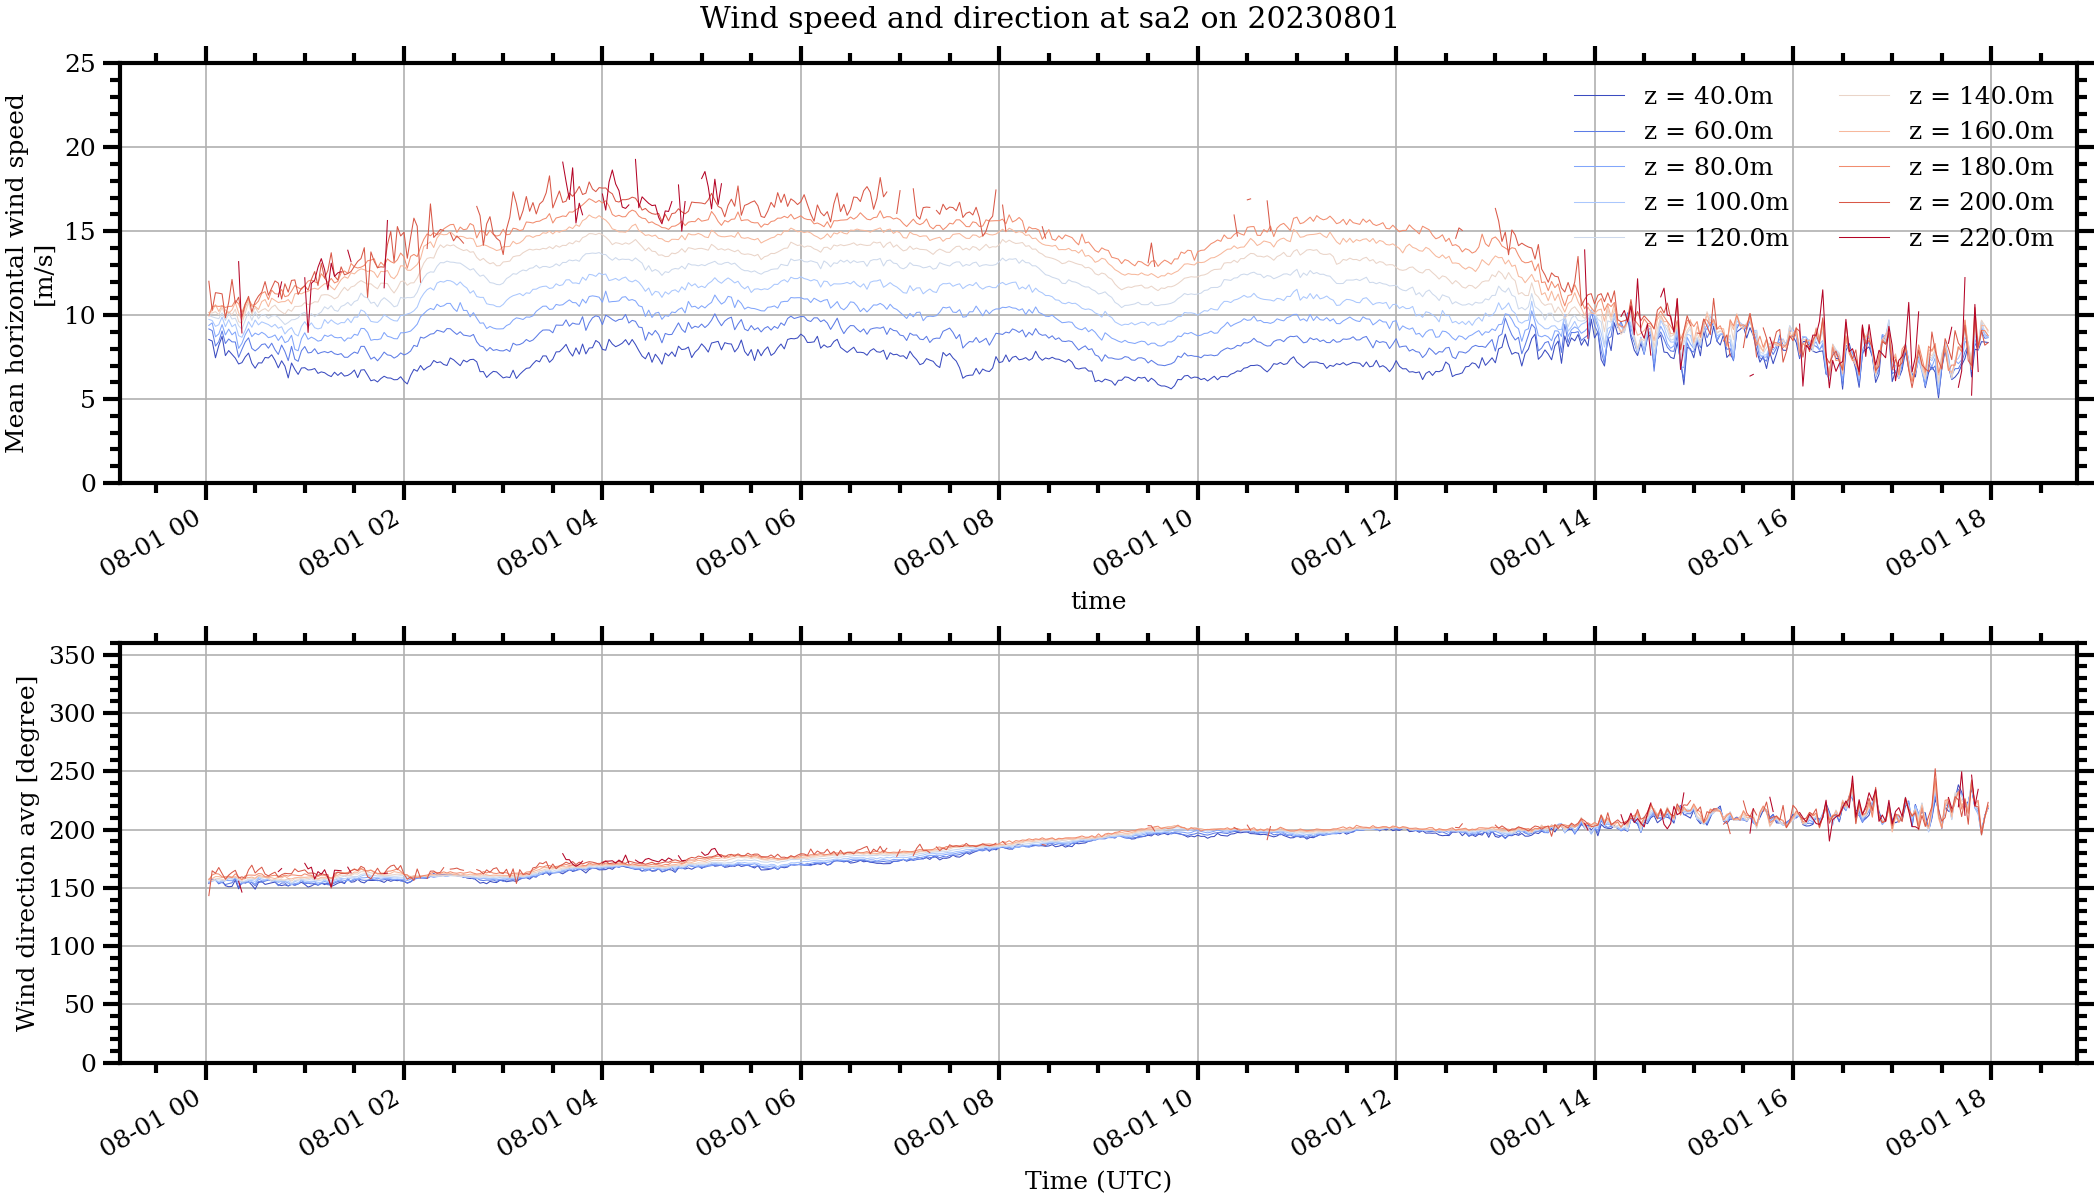 Wind speed and direction at sa2 on 20230801
Mean horizontal wind speed
[m/s]
25
20
15
10
5
0
z = 40.0m
z = 60.0m
z = 80.0m
z = 100.0m
z = 120.0m
z = 140.0m
z = 160.0m
z = 180.0m
z = 200.0m
z = 220.0m
08-01 00
08-01 02
08-01 04
08-01 06
08-01 08
08-01 10
08-01 12
08-01 14
08-01 16
08-01 18
time
Wind direction avg [degree]
350
300
250
200
150
100
50
0
08-01 00
08-01 02
08-01 04
08-01 06
08-01 08
08-01 10
08-01 12
08-01 14
08-01 16
08-01 18
Time (UTC)